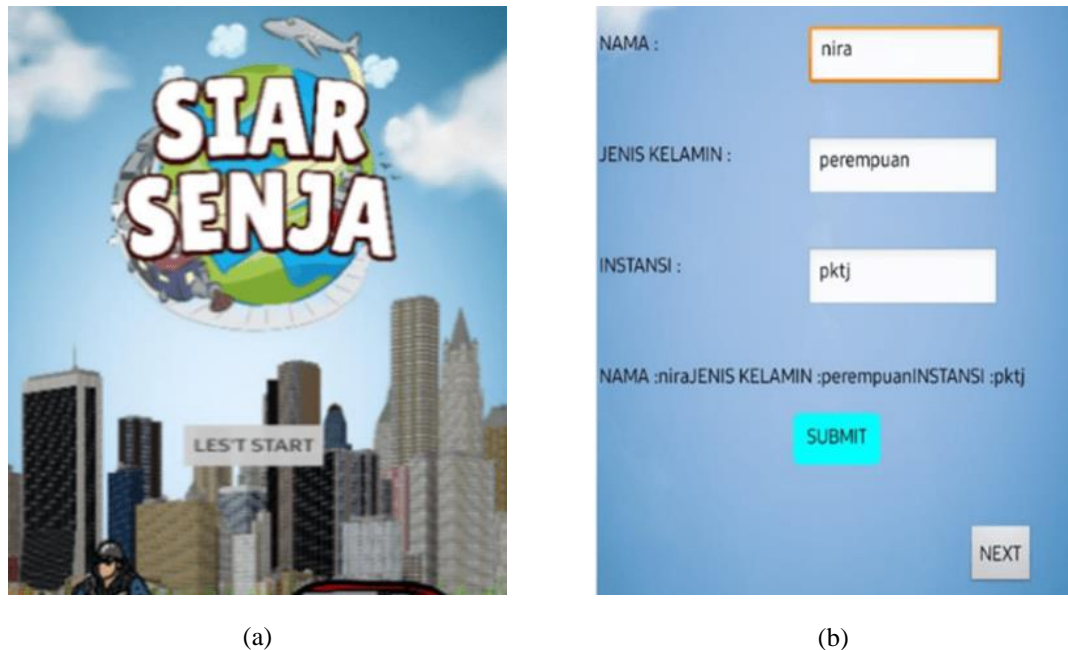 SIAR
SENJA
LES'T START
(a)
NAMA :
nira
JENIS KELAMIN :
perempuan
INSTANSI :
pktj
NAMA :niraJENIS KELAMIN :perempuanINSTANSI :pktj
SUBMIT
NEXT
(b)